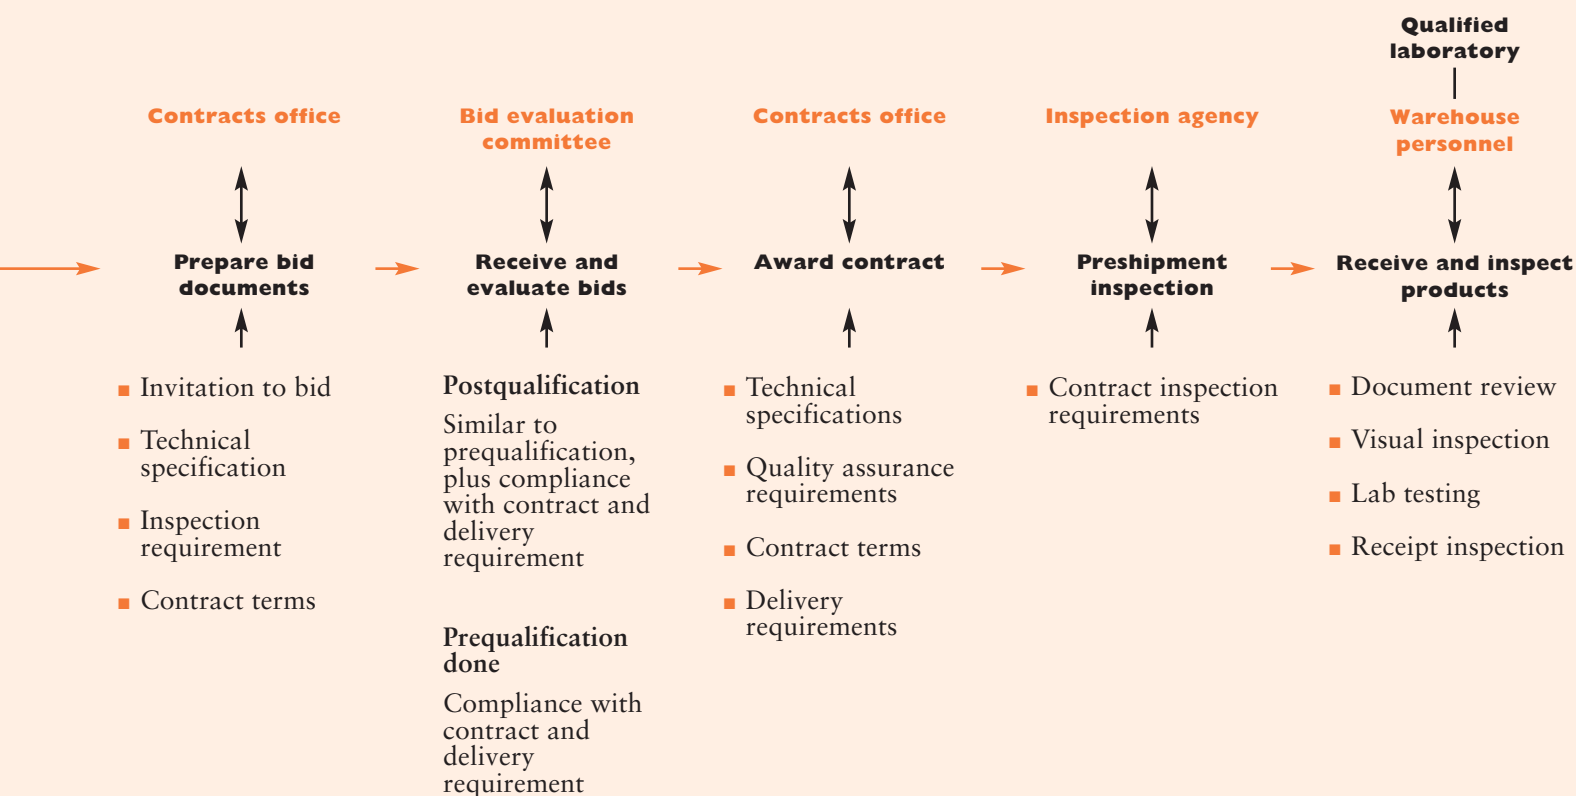 Qualified
laboratory
Contracts office
Bid evaluation
committee
Contracts office
Inspection agency
Warehouse
personnel
Prepare bid
documents
Receive and
evaluate bids
Award contract
Preshipment
inspection
Receive and inspect
products
■ Invitation to bid
■ Technical
specification
■ Inspection
requirement
■ Contract terms
Postqualification
Similar to
prequalification,
plus compliance
with contract and
delivery
requirement
Prequalification
done
Compliance with
contract and
delivery
requirement
■ Technical
specifications
■ Quality assurance
requirements
■ Contract terms
■ Delivery
requirements
■ Contract inspection
requirements
■ Document review
■ Visual inspection
■ Lab testing
■ Receipt inspection